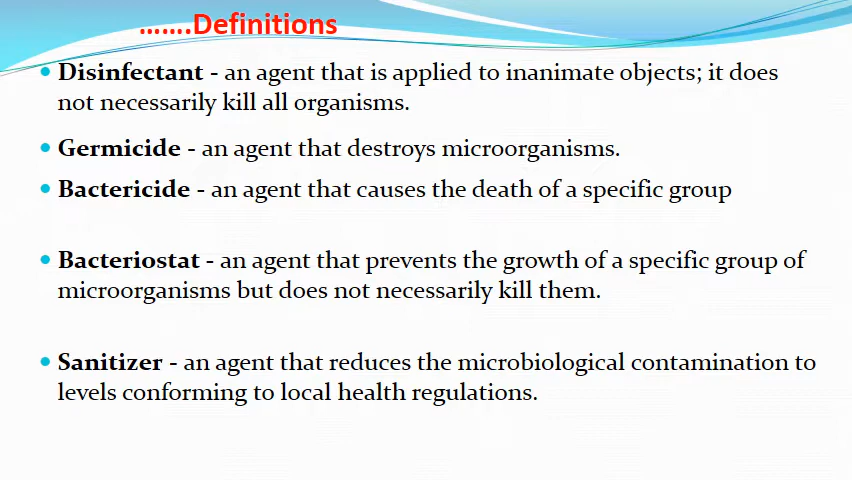 .......Definitions
• Disinfectant - an agent that is applied to inanimate objects; it does
not necessarily kill all organisms.
• Germicide - an agent that destroys microorganisms.
• Bactericide - an agent that causes the death of a specific group
• Bacteriostat - an agent that prevents the growth of a specific group of
microorganisms but does not necessarily kill them.
• Sanitizer - an agent that reduces the microbiological contamination to
levels conforming to local health regulations.